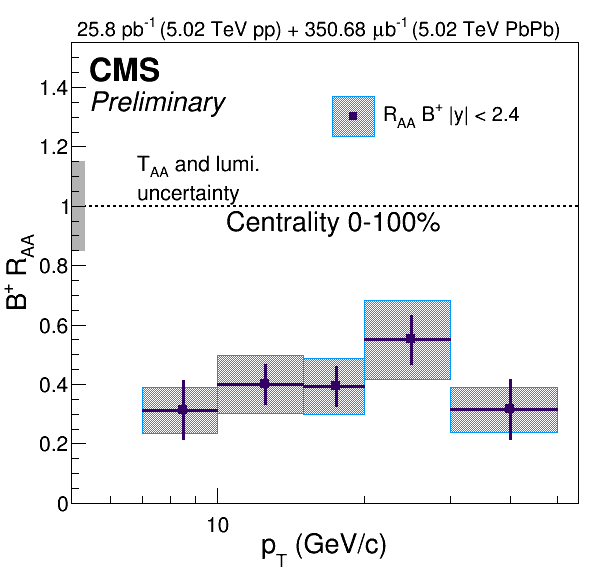 25.8 pb⁻¹ (5.02 TeV pp) + 350.68 μb⁻¹ (5.02 TeV PbPb)
CMS
Preliminary
R_AA B⁺ |y| < 2.4
T_AA and lumi.
uncertainty
Centrality 0-100%
B⁺ R_AA
1.4
1.2
1
0.8
0.6
0.4
0.2
0
10
p_T (GeV/c)